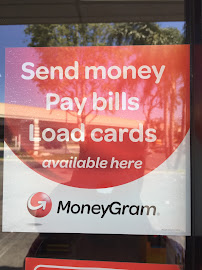 Send money
Pay bills
Load cards
available here
MoneyGram.